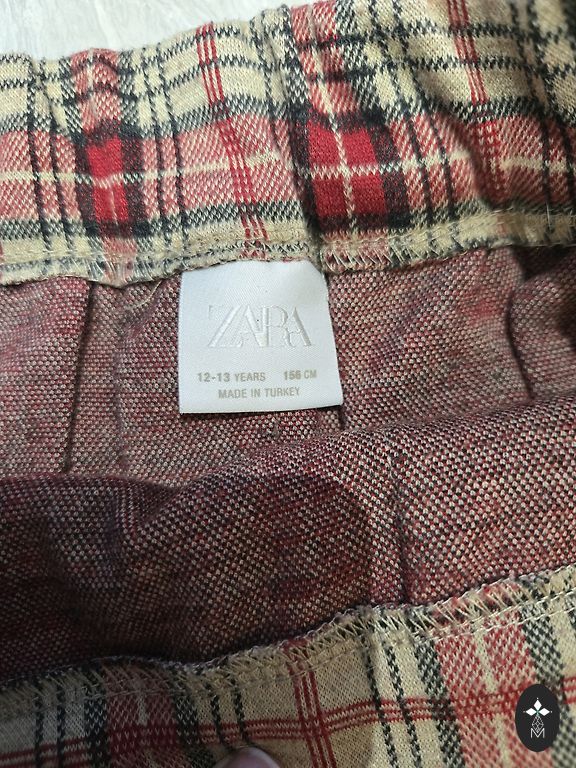 ZARA
12-13 YEARS 156 CM
MADE IN TURKEY